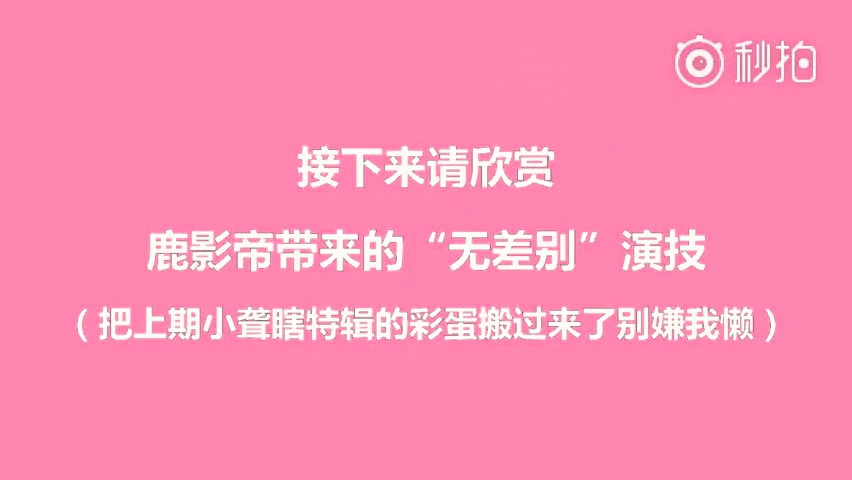 秒拍
接下来请欣赏
鹿影帝带来的“无差别”演技
（把上期小聋瞎特辑的彩蛋搬过来了别嫌我懒）